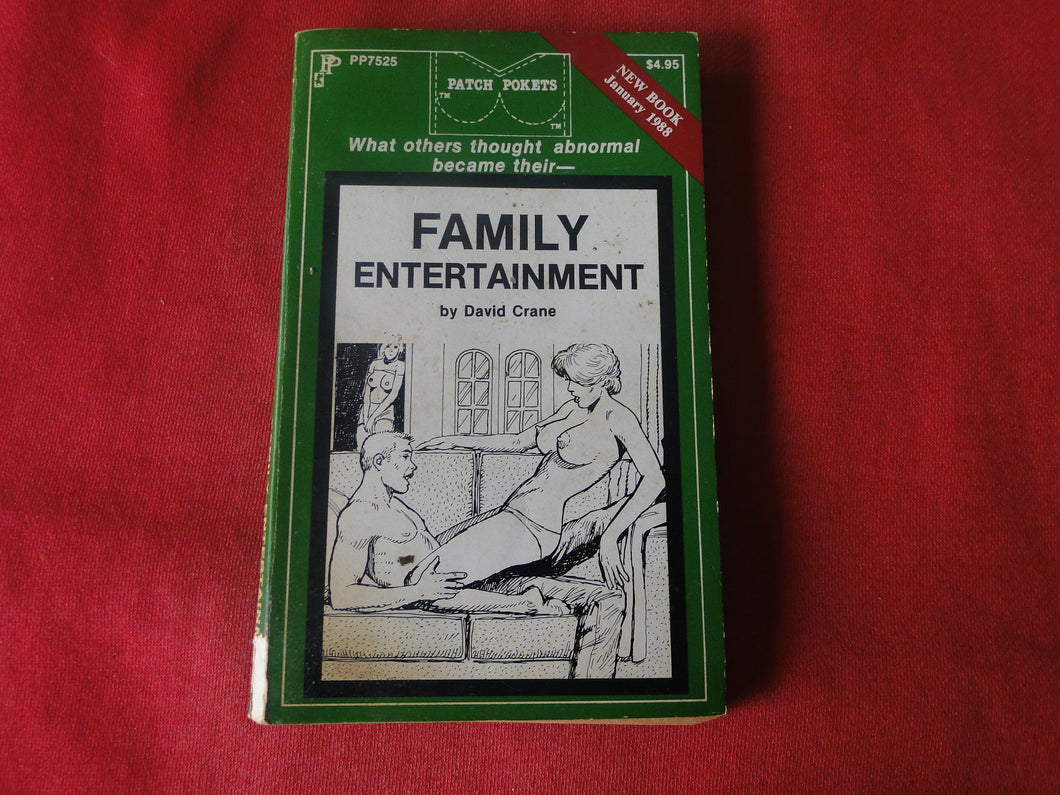 PP7525
PATCH POKETS
TM
TM
$4.95
NEW BOOK
January 1988
What others thought abnormal
became their—
FAMILY
ENTERTAINMENT
by David Crane